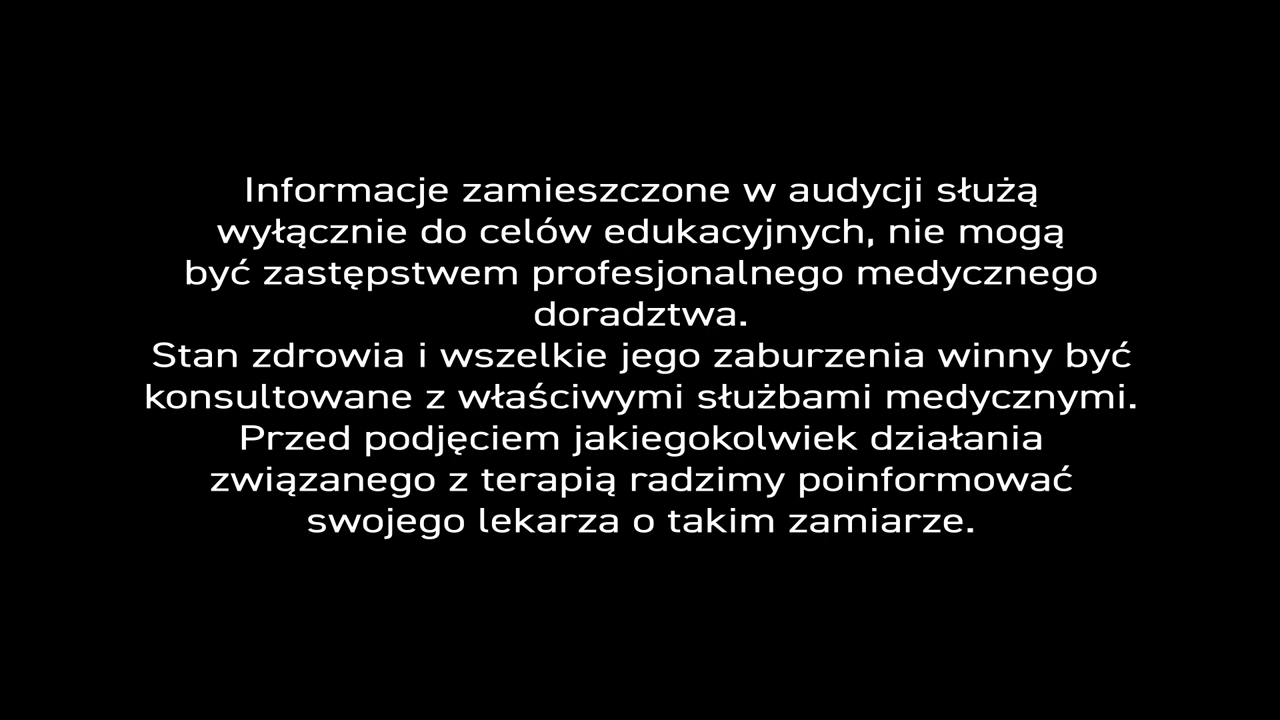 Informacje zamieszczone w audycji służą
wyłącznie do celów edukacyjnych, nie mogą
być zastępstwem profesjonalnego medycznego
doradztwa.
Stan zdrowia i wszelkie jego zaburzenia winny być
konsultowane z właściwymi służbami medycznymi.
Przed podjęciem jakiegokolwiek działania
związanego z terapią radzimy poinformować
swojego lekarza o takim zamiarze.